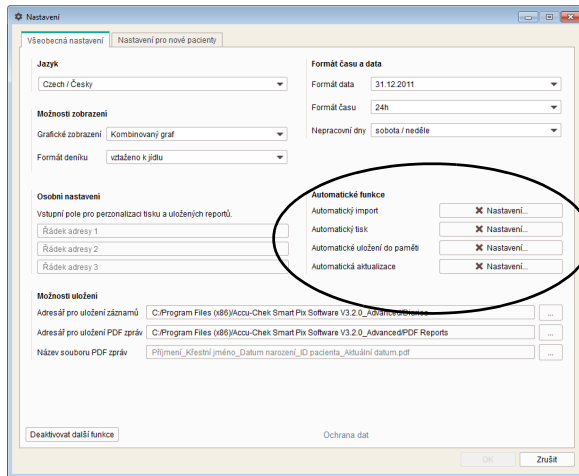 Nastavení
Všeobecná nastavení
Nastavení pro nové pacienty
Jazyk
Czech / Česky
Možnosti zobrazení
Grafické zobrazení Kombinovaný graf
Formát deníku vztaženo k jídlu
Formát času a data
Formát data 31.12.2011
Formát času 24h
Nepracovní dny sobota / neděle
Osobní nastavení
Vstupní pole pro perzonalizaci tisku a uložených reportů.
Řádek adresy 1
Řádek adresy 2
Řádek adresy 3
Automatické funkce
Automatický import Nastavení...
Automatický tisk Nastavení...
Automatické uložení do paměti Nastavení...
Automatická aktualizace Nastavení...
Možnosti uložení
Adresář pro uložení záznamů C:/Program Files (x86)/Accu-Chek Smart Pix Software V3.2.0_Advanced/Diaries ...
Adresář pro uložení PDF zpráv C:/Program Files (x86)/Accu-Chek Smart Pix Software V3.2.0_Advanced/PDF Reports ...
Název souboru PDF zpráv Příjmení_Křestní jméno_Datum narození_ID pacienta_Aktuální datum.pdf ...
Deaktivovat další funkce
Ochrana dat
OK
Zrušit